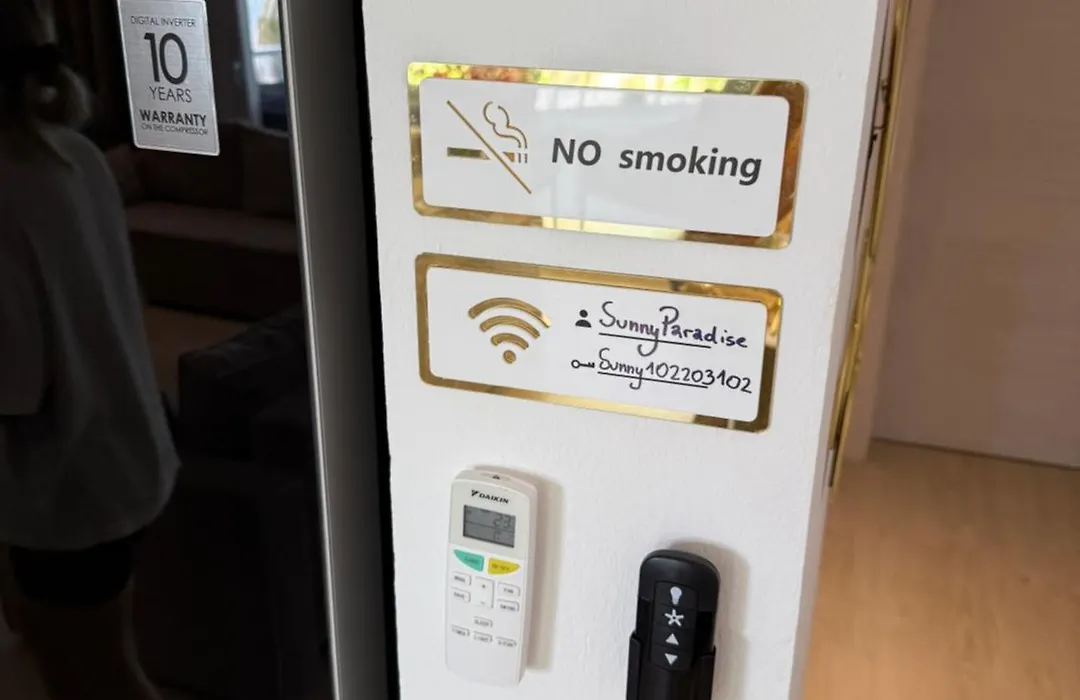 DIGITAL INVERTER
10
YEARS
WARRANTY
ON THE COMPRESSOR
NO smoking
SunnyParadise
Sunny102203102
DAIKIN